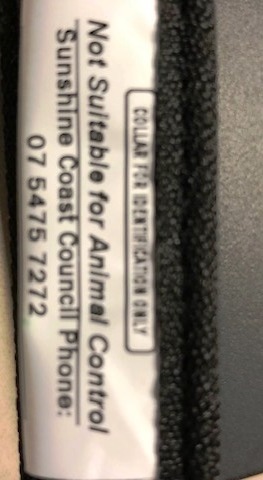 COLLAR FOR IDENTIFICATION ONLY
Not Suitable for Animal Control
Sunshine Coast Council Phone:
07 5475 7272